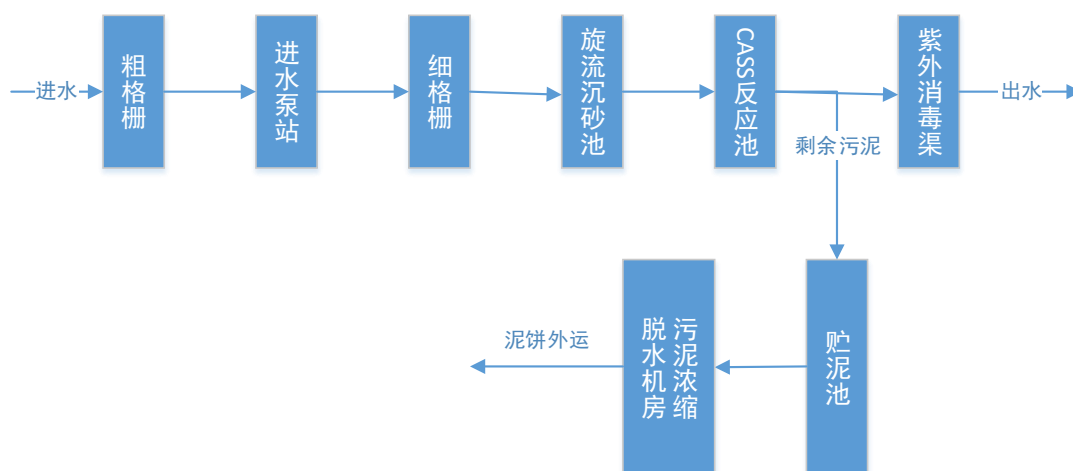 进水
粗格栅
进水泵站
细格栅
旋流沉砂池
CASS反应池
紫外消毒渠
出水
剩余污泥
泥饼外运
污泥浓缩
脱水机房
贮泥池